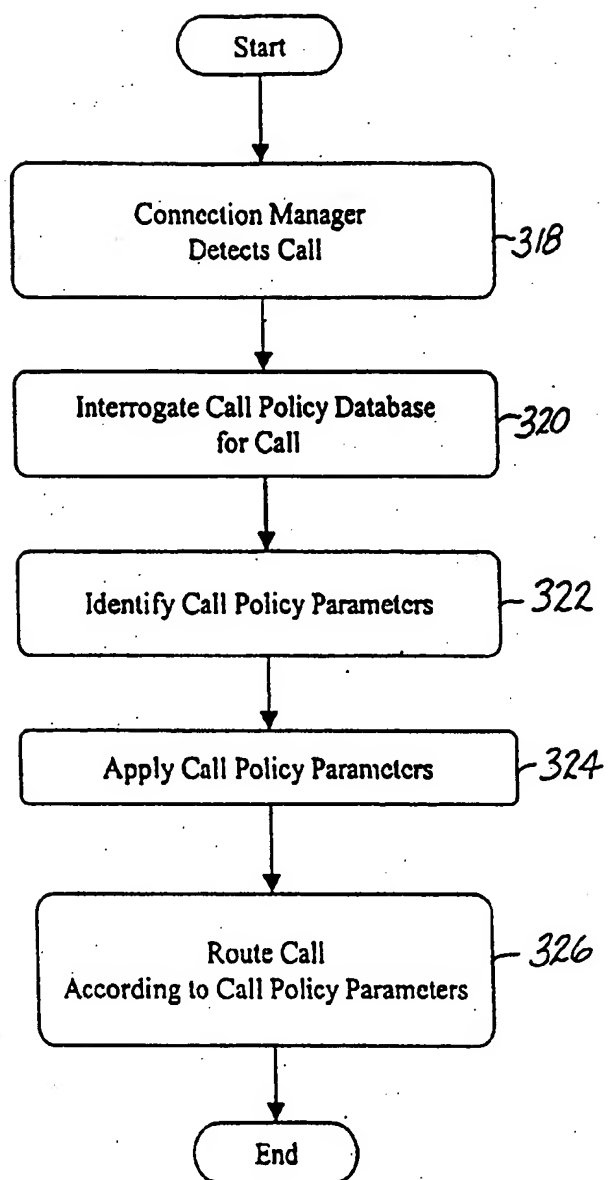 Start
Connection Manager
Detects Call
318
Interrogate Call Policy Database
for Call
320
Identify Call Policy Parameters
322
Apply Call Policy Parameters
324
Route Call
According to Call Policy Parameters
326
End